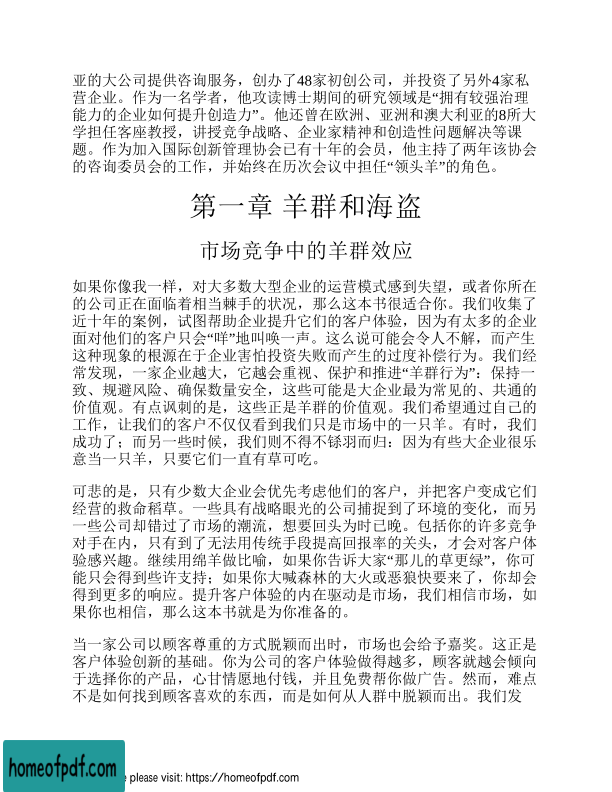 亚的大公司提供咨询服务，创办了48家初创公司，并投资了另外4家私
营企业。作为一名学者，他攻读博士期间的研究领域是“拥有较强治理
能力的企业如何提升创造力”。他还曾在欧洲、亚洲和澳大利亚的8所大
学担任客座教授，讲授竞争战略、企业家精神和创造性问题解决等课
题。作为加入国际创新管理协会已有十年的会员，他主持了两年该协会
的咨询委员会的工作，并始终在历次会议中担任“领头羊”的角色。
第一章 羊群和海盗
市场竞争中的羊群效应
如果你像我一样，对大多数大型企业的运营模式感到失望，或者你所在
的公司正在面临着相当棘手的状况，那么这本书很适合你。我们收集了
近十年的案例，试图帮助企业提升它们的客户体验，因为有太多的企业
面对他们的客户只会“咩”地叫唤一声。这么说可能会令人不解，而产生
这种现象的根源在于企业害怕投资失败而产生的过度补偿行为。我们经
常发现，一家企业越大，它越会重视、保护和推进“羊群行为”：保持一
致、规避风险、确保数量安全，这些可能是大企业最为常见的、共通的
价值观。有点讽刺的是，这些正是羊群的价值观。我们希望通过自己的
工作，让我们的客户不仅仅看到我们只是市场中的一只羊。有时，我们
成功了；而另一些时候，我们则不得不铩羽而归：因为有些大企业很乐
意当一只羊，只要它们一直有草可吃。
可悲的是，只有少数大企业会优先考虑他们的客户，并把客户变成它们
经营的救命稻草。一些具有战略眼光的公司捕捉到了环境的变化，而另
一些公司却错过了市场的潮流，想要回头为时已晚。包括你的许多竞争
对手在内，只有到了无法用传统手段提高回报率的关头，才会对客户体
验感兴趣。继续用绵羊做比喻，如果你告诉大家“那儿的草更绿”，你可
能只会得到些许支持；如果你大喊森林的大火或恶狼快要来了，你却会
得到更多的响应。提升客户体验的内在驱动是市场，我们相信市场，如
果你也相信，那么这本书就是为你准备的。
当一家公司以顾客尊重的方式脱颖而出时，市场也会给予嘉奖。这正是
客户体验创新的基础。你为公司的客户体验做得越多，顾客就越会倾向
于选择你的产品，心甘情愿地付钱，并且免费帮你做广告。然而，难点
不是如何找到顾客喜欢的东西，而是如何从人群中脱颖而出。我们发
homeofpdf.com
e please visit: https://homeofpdf.com